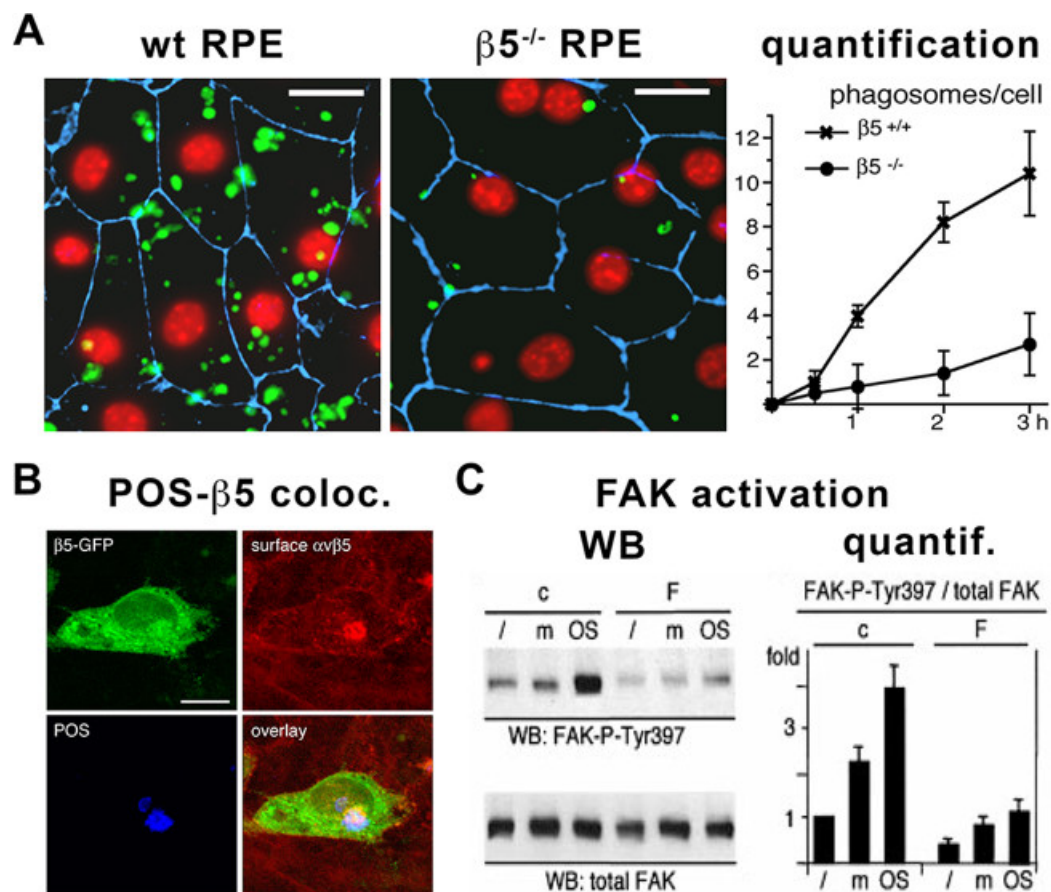 A
wt RPE
β5-/- RPE
quantification
phagosomes/cell
β5 +/+
β5 -/-
12
10
8
6
4
2
1
2
3 h
B
POS-β5 coloc.
β5-GFP
surface αvβ5
POS
overlay
C
FAK activation
WB
c
F
/ m OS / m OS
WB: FAK-P-Tyr397
WB: total FAK
quantif.
FAK-P-Tyr397 / total FAK
c
F
fold
3
1
/ m OS / m OS